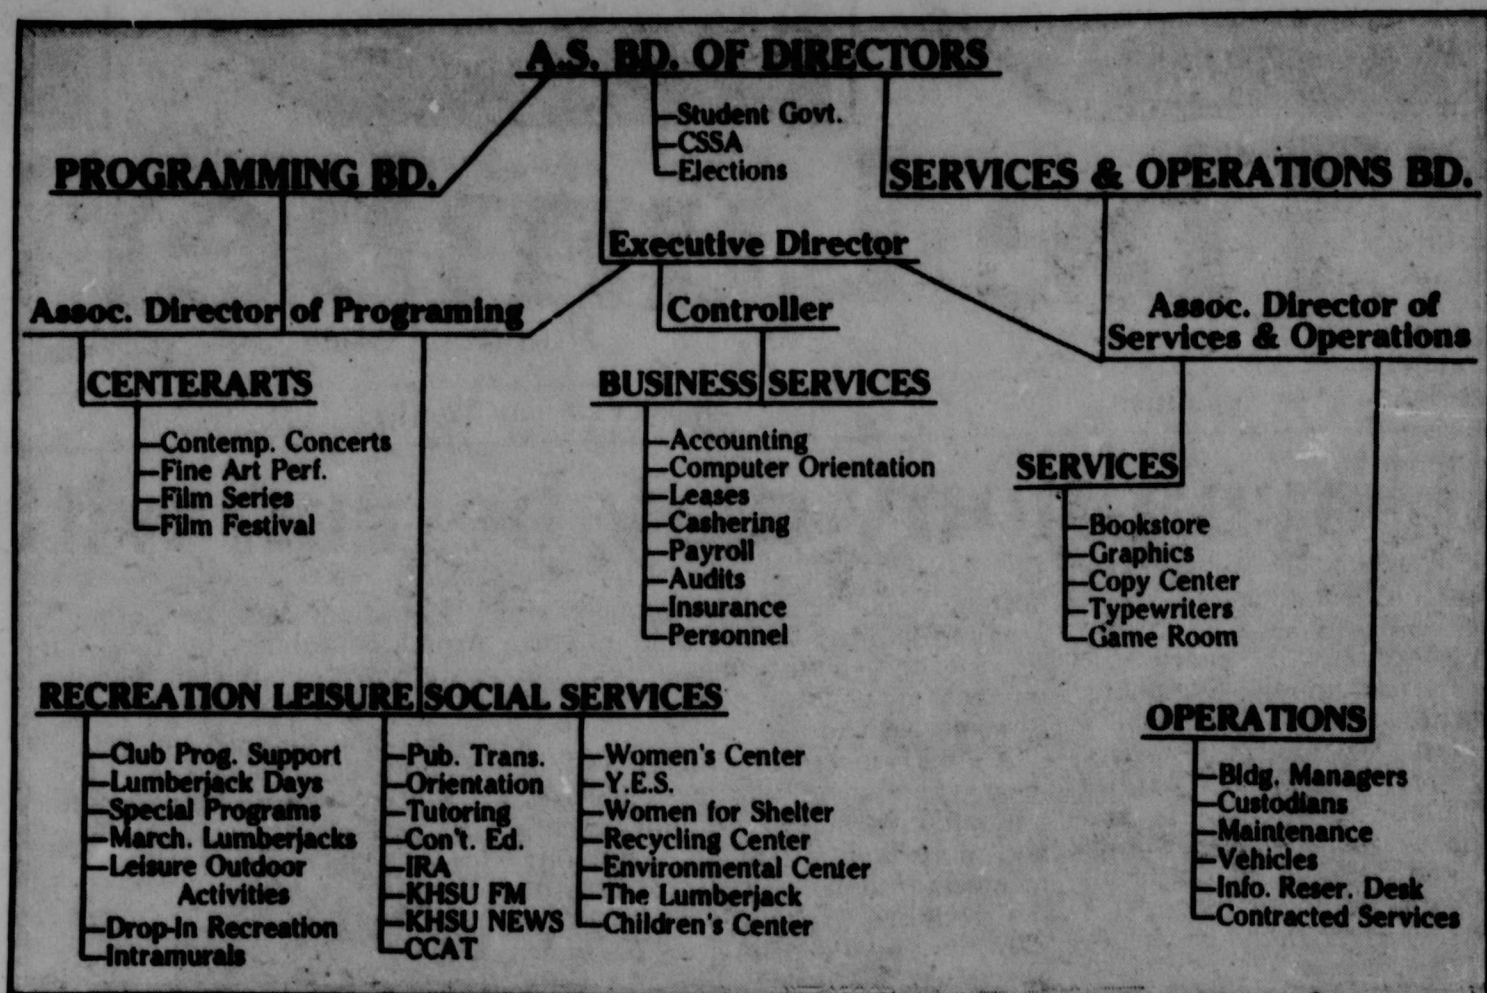 A.S. BD. OF DIRECTORS
Student Govt.
CSSA
Elections
PROGRAMMING BD.
SERVICES & OPERATIONS BD.
Executive Director
Assoc. Director of Programing
Controller
Assoc. Director of
Services & Operations
CENTERARTS
Contemp. Concerts
Fine Art Perf.
Film Series
Film Festival
BUSINESS SERVICES
Accounting
Computer Orientation
Leases
Cashering
Payroll
Audits
Insurance
Personnel
SERVICES
Bookstore
Graphics
Copy Center
Typewriters
Game Room
RECREATION LEISURE SOCIAL SERVICES
Club Prog. Support
Lumberjack Days
Special Programs
March. Lumberjacks
Leisure Outdoor
Activities
Drop-in Recreation
Intramurals
Pub. Trans.
Orientation
Tutoring
Con't. Ed.
IRA
KHSU FM
KHSU NEWS
CCAT
Women's Center
Y.E.S.
Women for Shelter
Recycling Center
Environmental Center
The Lumberjack
Children's Center
OPERATIONS
Bldg. Managers
Custodians
Maintenance
Vehicles
Info. Reser. Desk
Contracted Services